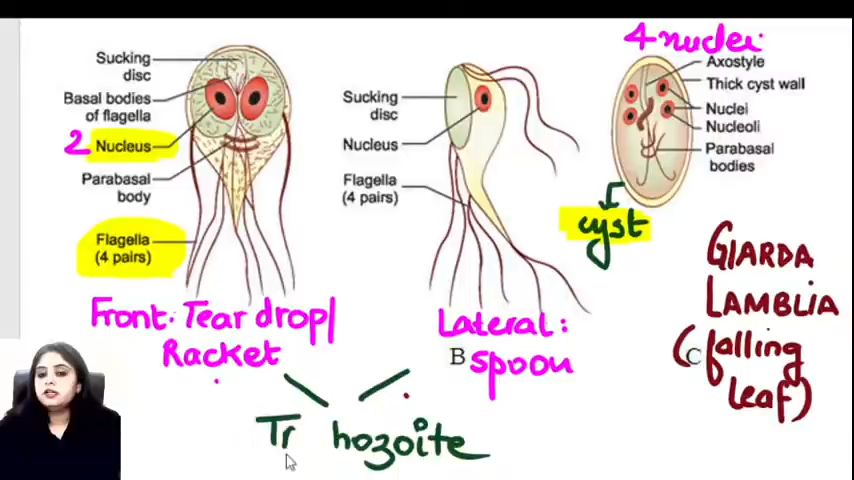 Sucking
disc
Basal bodies
of flagella
2 Nucleus
Parabasal
body
Flagella
(4 pairs)
Front: Tear drop/
Racket
Sucking
disc
Nucleus
Flagella
(4 pairs)
Lateral:
B spoon
4 nuclei
Axostyle
Thick cyst wall
Nuclei
Nucleoli
Parabasal
bodies
cyst
GIARDA
LAMBLIA
(falling
leaf)
C
Tr hozoite